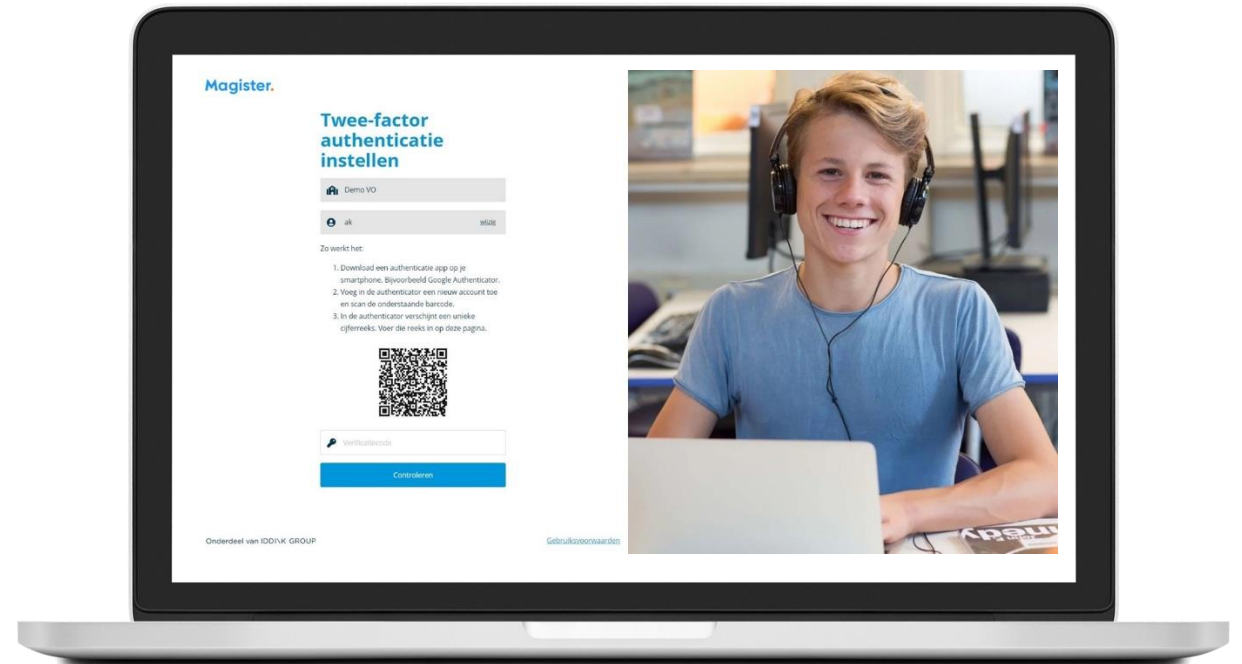 Magister.
Twee-factor
authenticatie
instellen
Demo VO
ak wijzig
Zo werkt het:
1. Download een authenticatie app op je
smartphone. Bijvoorbeeld Google Authenticator.
2. Voeg in de authenticator een nieuw account toe
en scan de onderstaande barcode.
3. In de authenticator verschijnt een unieke
cijferreeks. Voer die reeks in op deze pagina.
Verificatiecode
Controleren
Onderdeel van IDDINK GROUP
Gebruiksvoorwaarden